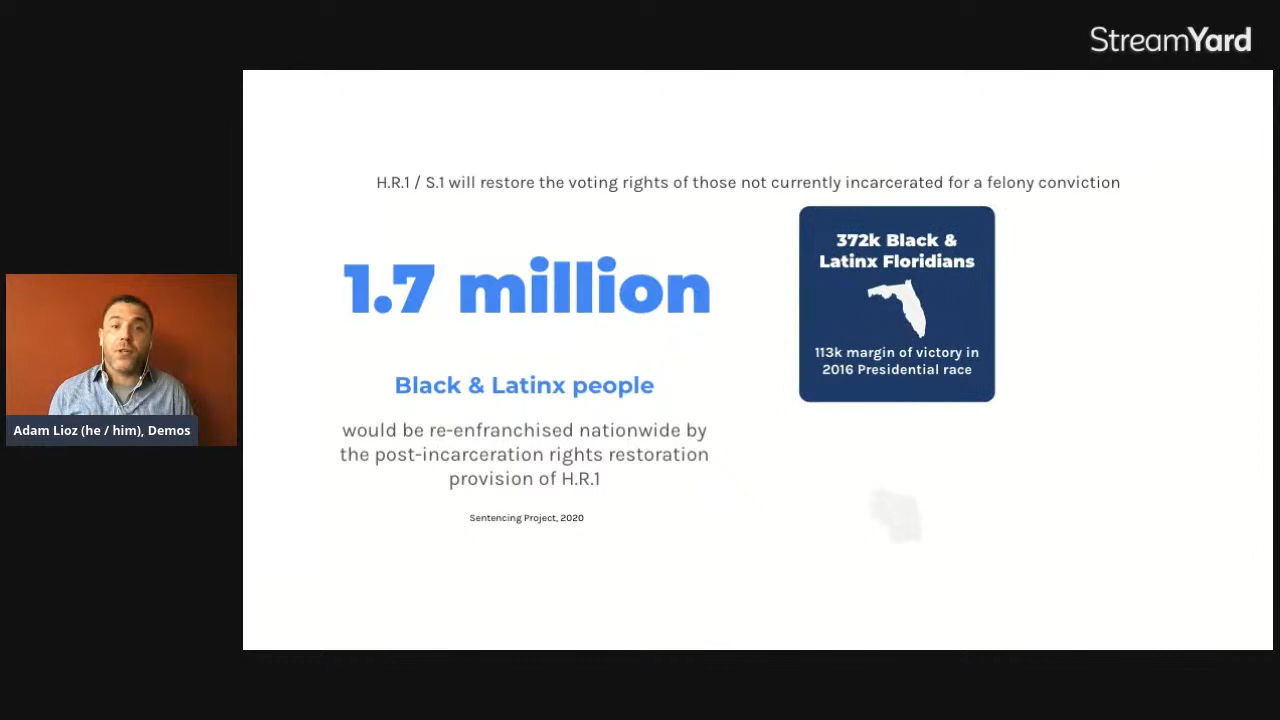 StreamYard
H.R.1 / S.1 will restore the voting rights of those not currently incarcerated for a felony conviction
1.7 million
Black & Latinx people
would be re-enfranchised nationwide by
the post-incarceration rights restoration
provision of H.R.1
Sentencing Project, 2020
372k Black &
Latinx Floridians
113k margin of victory in
2016 Presidential race
Adam Lioz (he / him), Demos